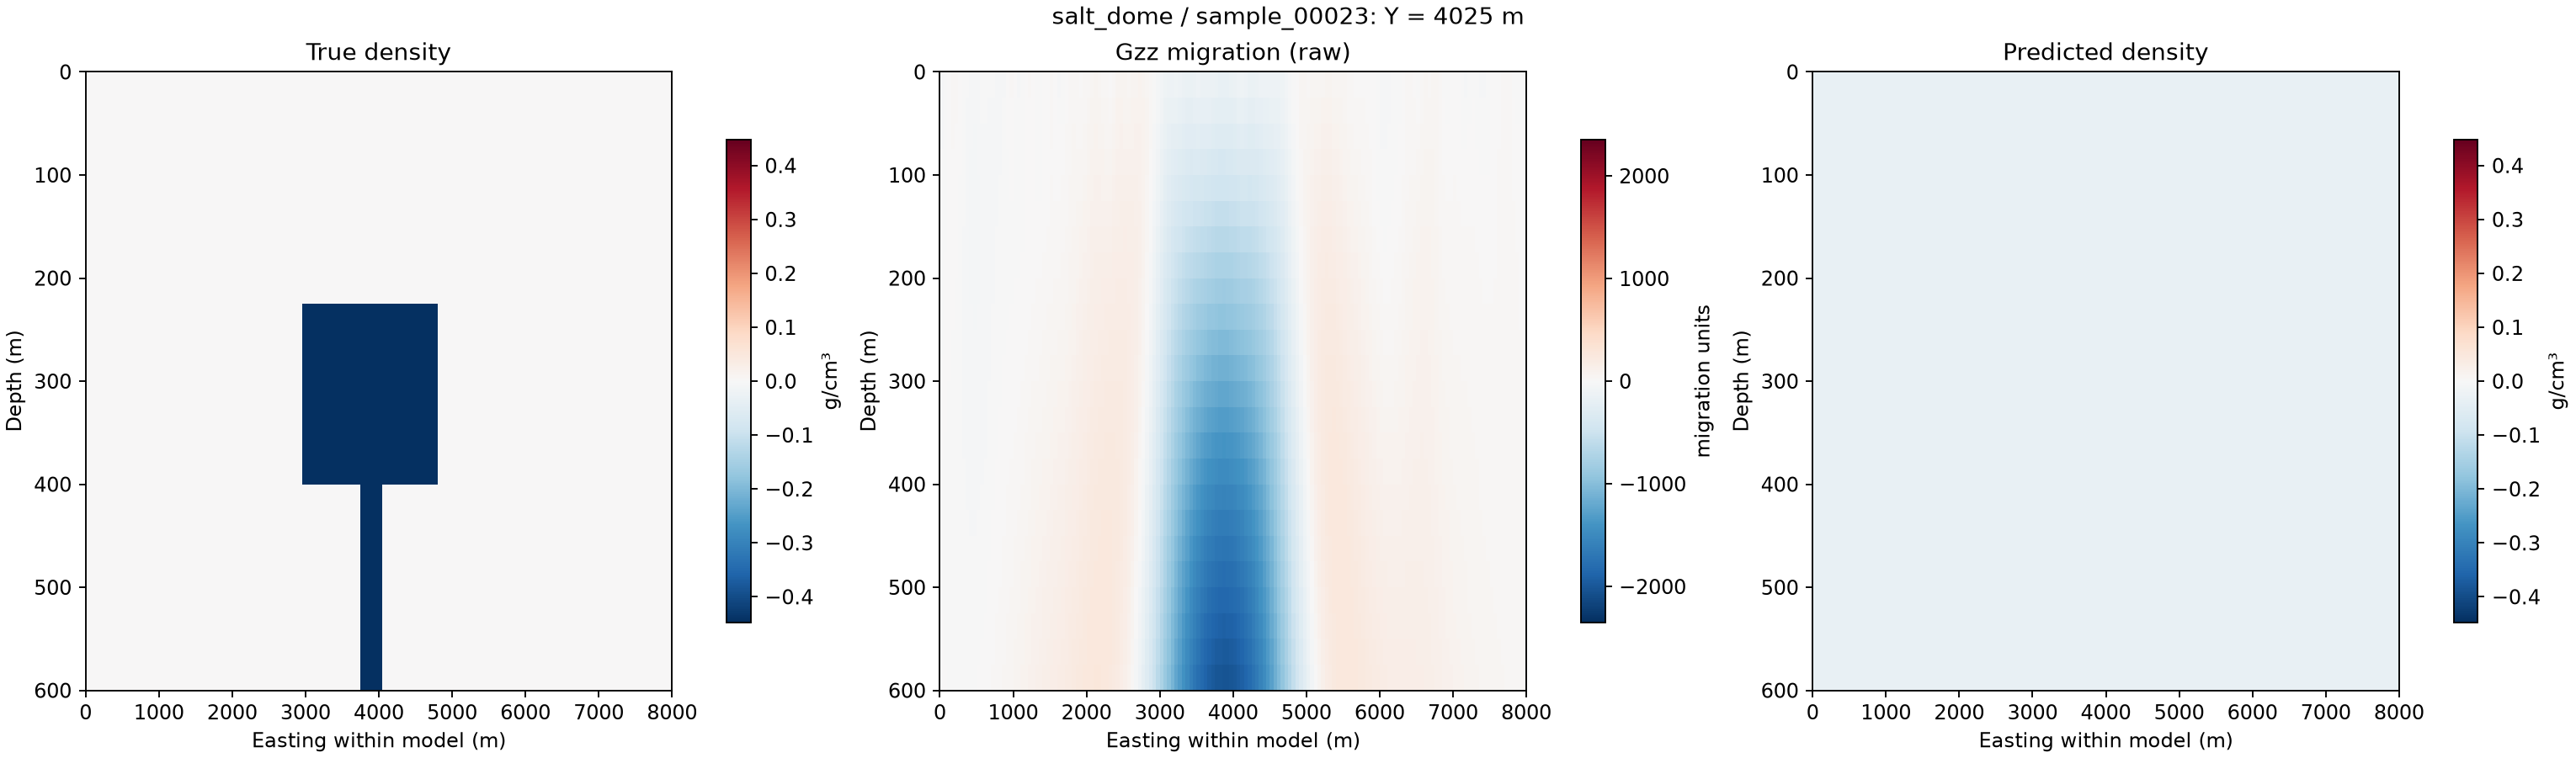 salt_dome / sample_00023: Y = 4025 m
True density
0
100
200
300
400
500
600
Depth (m)
0 1000 2000 3000 4000 5000 6000 7000 8000
Easting within model (m)
0.4
0.3
0.2
0.1
0.0
−0.1
−0.2
−0.3
−0.4
g/cm³
Gzz migration (raw)
0
100
200
300
400
500
600
Depth (m)
0 1000 2000 3000 4000 5000 6000 7000 8000
Easting within model (m)
2000
1000
0
−1000
−2000
migration units
Predicted density
0
100
200
300
400
500
600
Depth (m)
0 1000 2000 3000 4000 5000 6000 7000 8000
Easting within model (m)
0.4
0.3
0.2
0.1
0.0
−0.1
−0.2
−0.3
−0.4
g/cm³